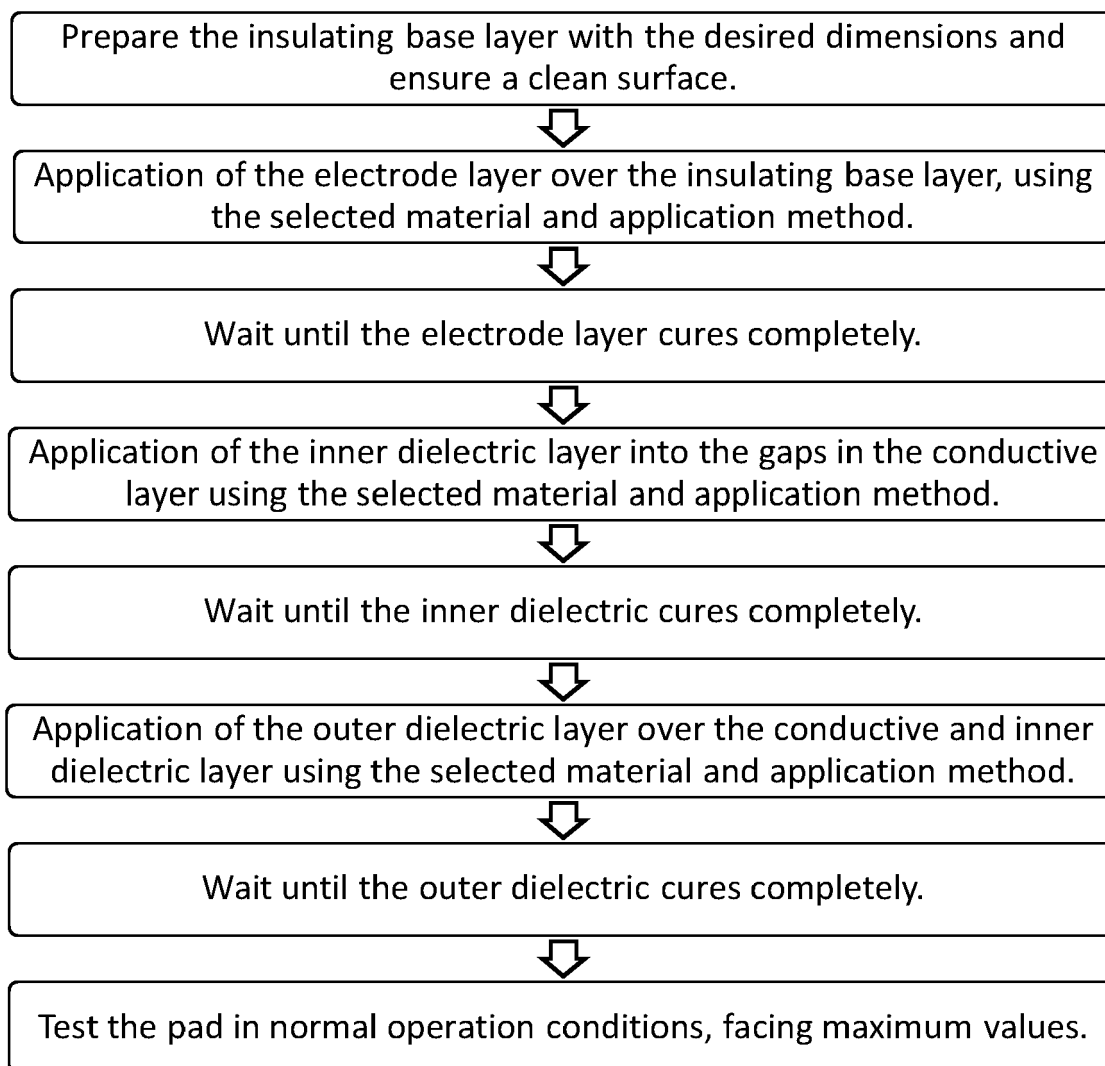 Prepare the insulating base layer with the desired dimensions and
ensure a clean surface.
Application of the electrode layer over the insulating base layer, using
the selected material and application method.
Wait until the electrode layer cures completely.
Application of the inner dielectric layer into the gaps in the conductive
layer using the selected material and application method.
Wait until the inner dielectric cures completely.
Application of the outer dielectric layer over the conductive and inner
dielectric layer using the selected material and application method.
Wait until the outer dielectric cures completely.
Test the pad in normal operation conditions, facing maximum values.